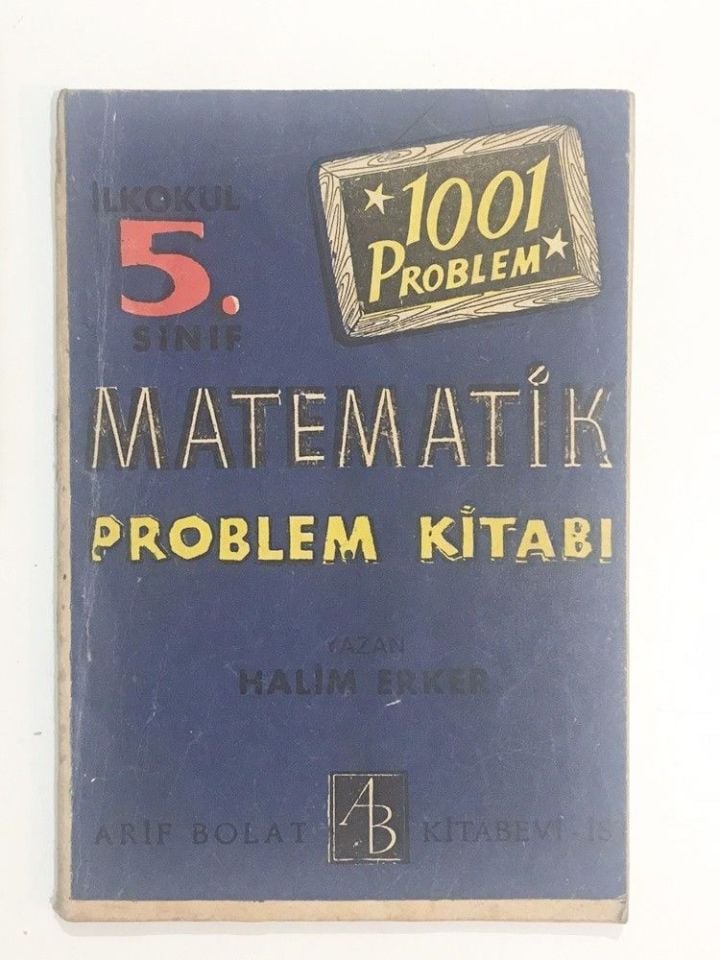 İLKOKUL
5.
SINIF
1001
PROBLEM
MATEMATİK
PROBLEM KİTABI
YAZAN
HALİM ERKER
ARİF BOLAT AB KİTABEVİ - İS